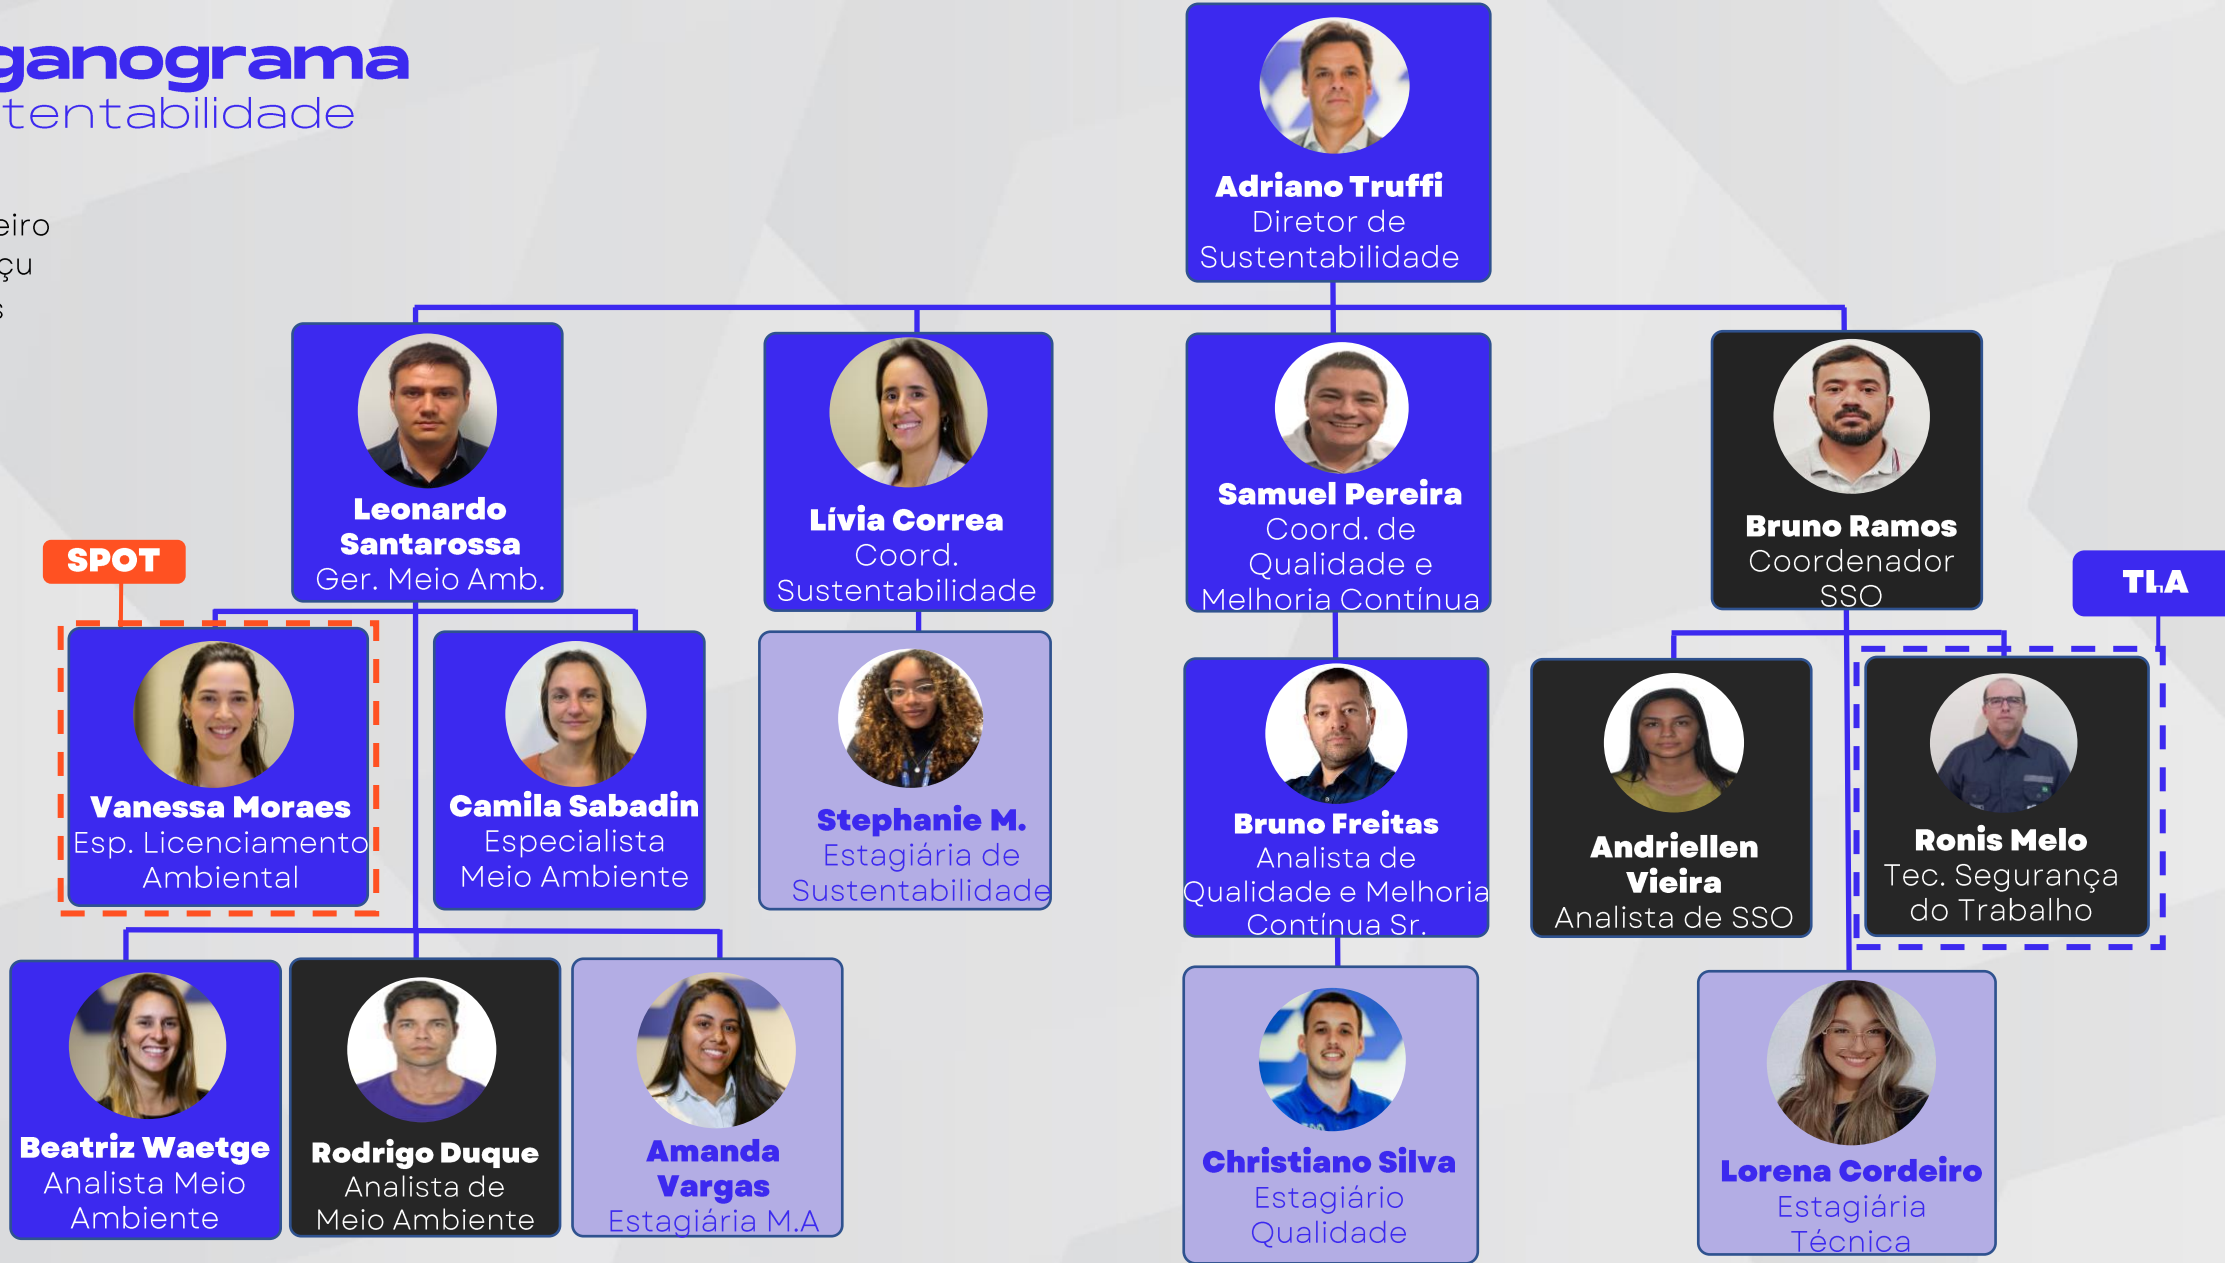 ganograma
tentabilidade
eiro
çu
s
Adriano Truffi
Diretor de
Sustentabilidade
Leonardo
Santarossa
Ger. Meio Amb.
Lívia Correa
Coord.
Sustentabilidade
Samuel Pereira
Coord. de
Qualidade e
Melhoria Contínua
Bruno Ramos
Coordenador
SSO
SPOT
TLA
Vanessa Moraes
Esp. Licenciamento
Ambiental
Camila Sabadin
Especialista
Meio Ambiente
Stephanie M.
Estagiária de
Sustentabilidade
Bruno Freitas
Analista de
Qualidade e Melhoria
Contínua Sr.
Andriellen
Vieira
Analista de SSO
Ronis Melo
Tec. Segurança
do Trabalho
Beatriz Waetge
Analista Meio
Ambiente
Rodrigo Duque
Analista de
Meio Ambiente
Amanda
Vargas
Estagiária M.A
Christiano Silva
Estagiário
Qualidade
Lorena Cordeiro
Estagiária
Técnica